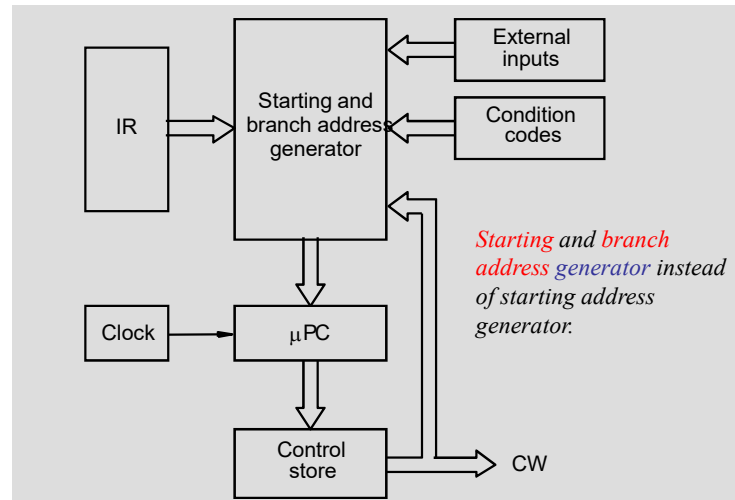 External
inputs
IR
Starting and
branch address
generator
Condition
codes
Starting and branch
address generator instead
of starting address
generator.
Clock
μPC
Control
store
CW